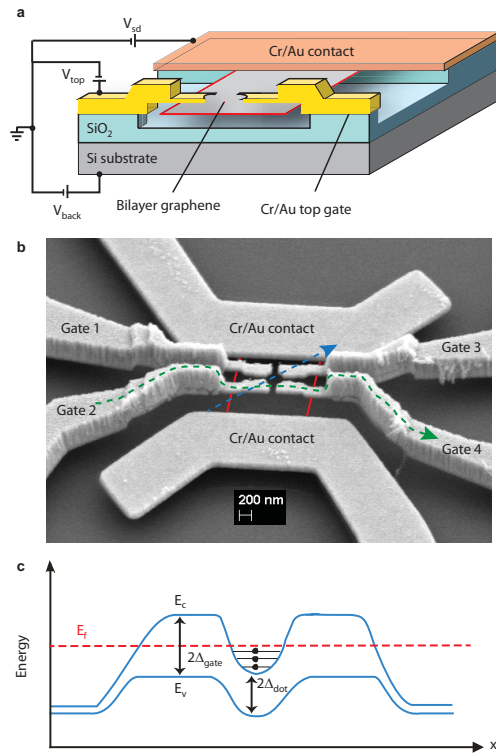 a
V_sd
Cr/Au contact
V_top
SiO₂
Si substrate
V_back
Bilayer graphene
Cr/Au top gate
b
Gate 1
Cr/Au contact
Gate 3
Gate 2
Gate 4
Cr/Au contact
200 nm
c
E_c
E_f
Energy
2Δ_gate
E_v
2Δ_dot
x